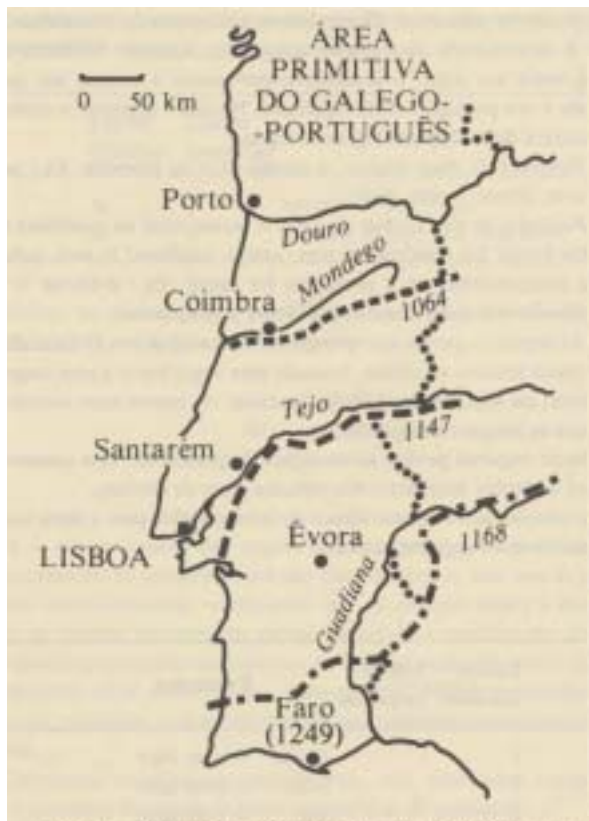 ÁREA
PRIMITIVA
DO GALEGO-
-PORTUGUÊS
0 50 km
Porto
Douro
Mondego
Coimbra
1064
Tejo
1147
Santarém
LISBOA
Évora
1168
Guadiana
Faro
(1249)